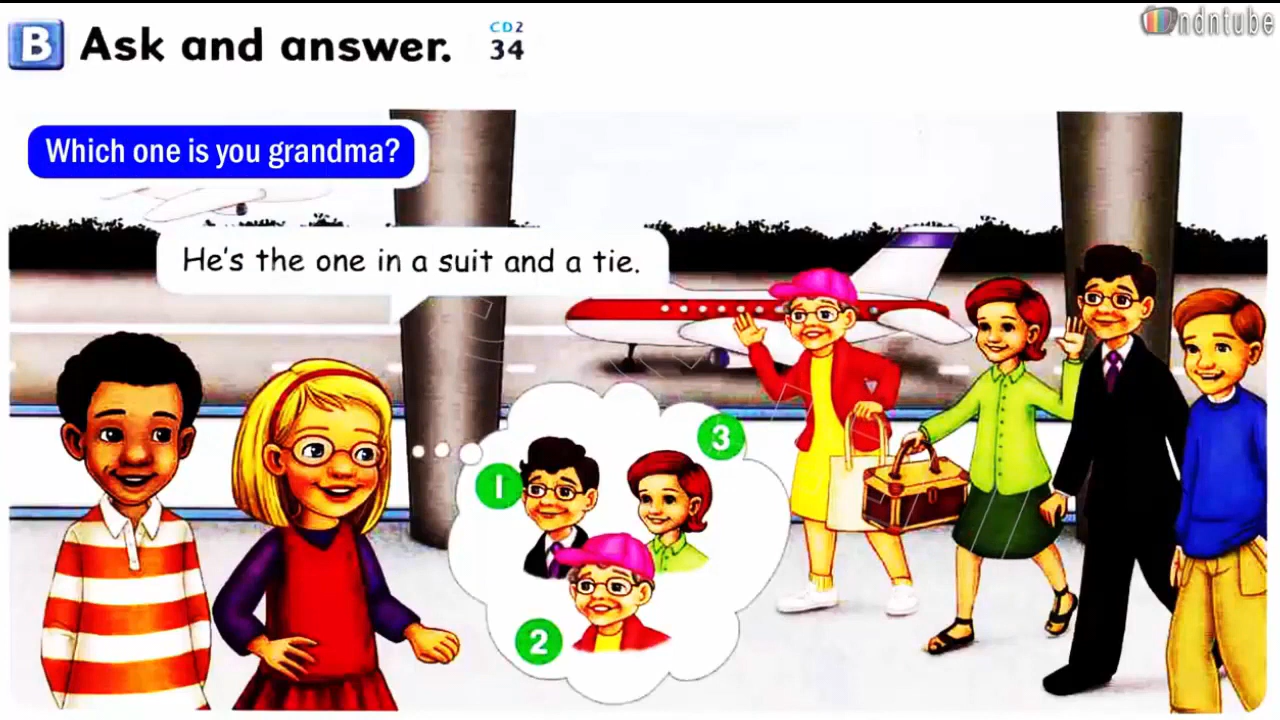 B Ask and answer. CD2 34
ndntube
Which one is you grandma?
He's the one in a suit and a tie.
3
1
2